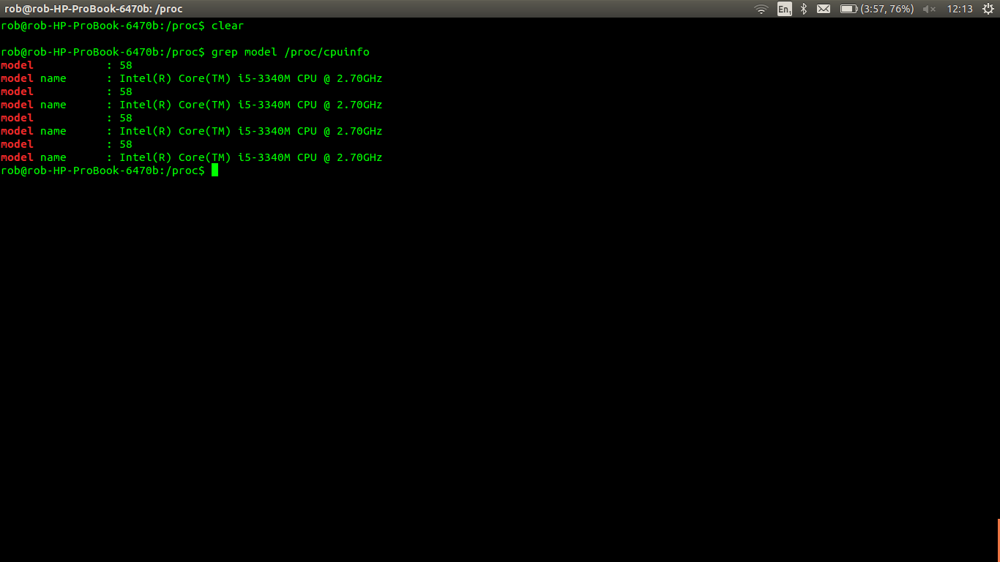 rob@rob-HP-ProBook-6470b: /proc
En1 (3:57, 76%) 12:13
rob@rob-HP-ProBook-6470b:/proc$ clear
rob@rob-HP-ProBook-6470b:/proc$ grep model /proc/cpuinfo
model : 58
model name : Intel(R) Core(TM) i5-3340M CPU @ 2.70GHz
model : 58
model name : Intel(R) Core(TM) i5-3340M CPU @ 2.70GHz
model : 58
model name : Intel(R) Core(TM) i5-3340M CPU @ 2.70GHz
model : 58
model name : Intel(R) Core(TM) i5-3340M CPU @ 2.70GHz
rob@rob-HP-ProBook-6470b:/proc$